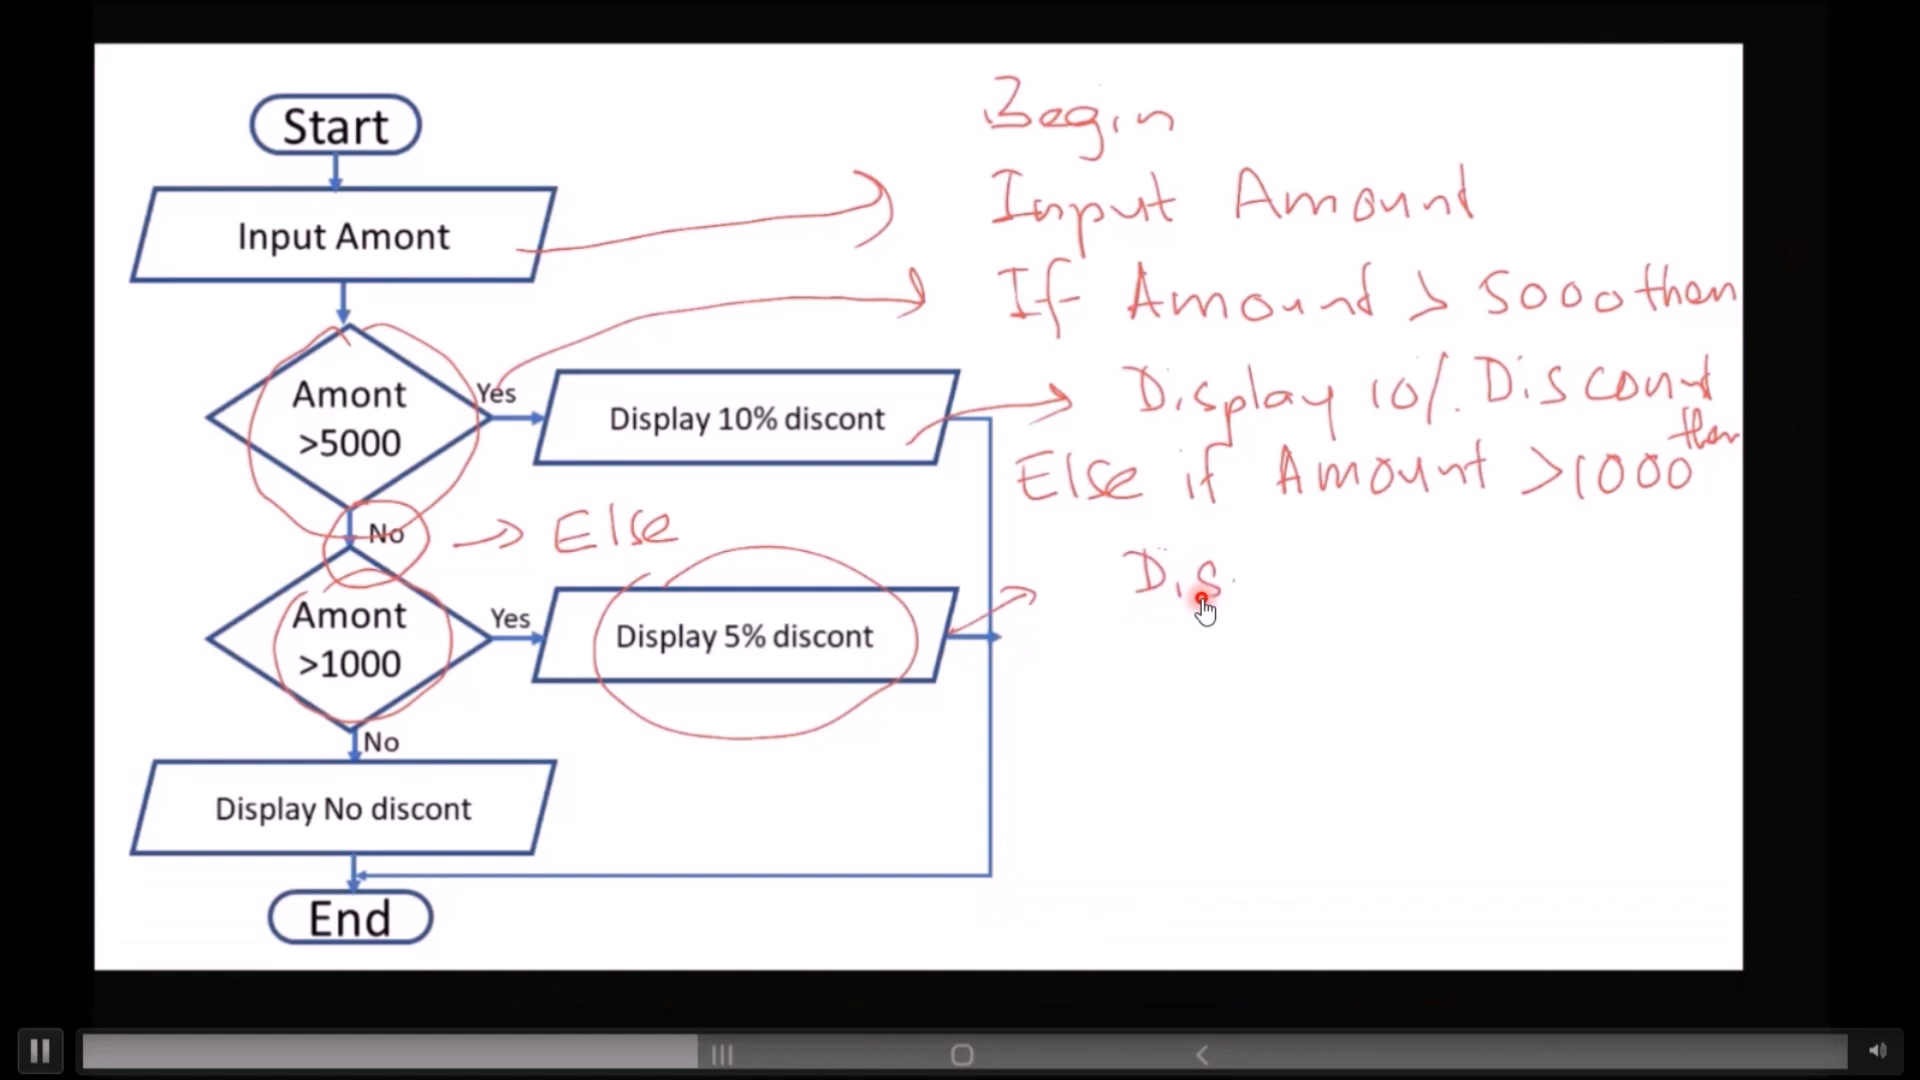 Start
Input Amont
Amont
>5000
Yes
Display 10% discont
No
Else
Amont
>1000
Yes
Display 5% discont
No
Display No discont
End
Begin
Input Amount
If Amount > 5000 then
Display 10%. Discount
Else if Amount >1000 then
Dis